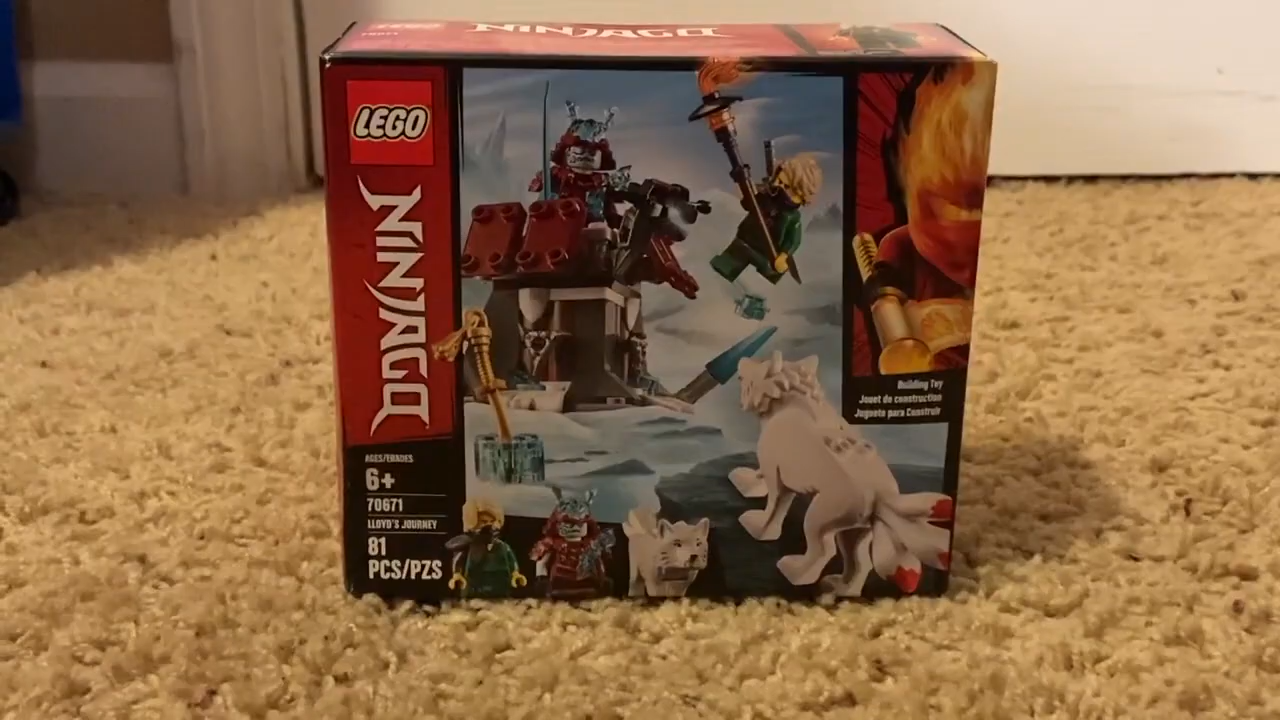 NINJAGO
LEGO
NINJAGO
Building Toy
Jouet de construction
Juguete para Construir
AGES/EDADES
6+
70671
LLOYD'S JOURNEY
81
PCS/PZS